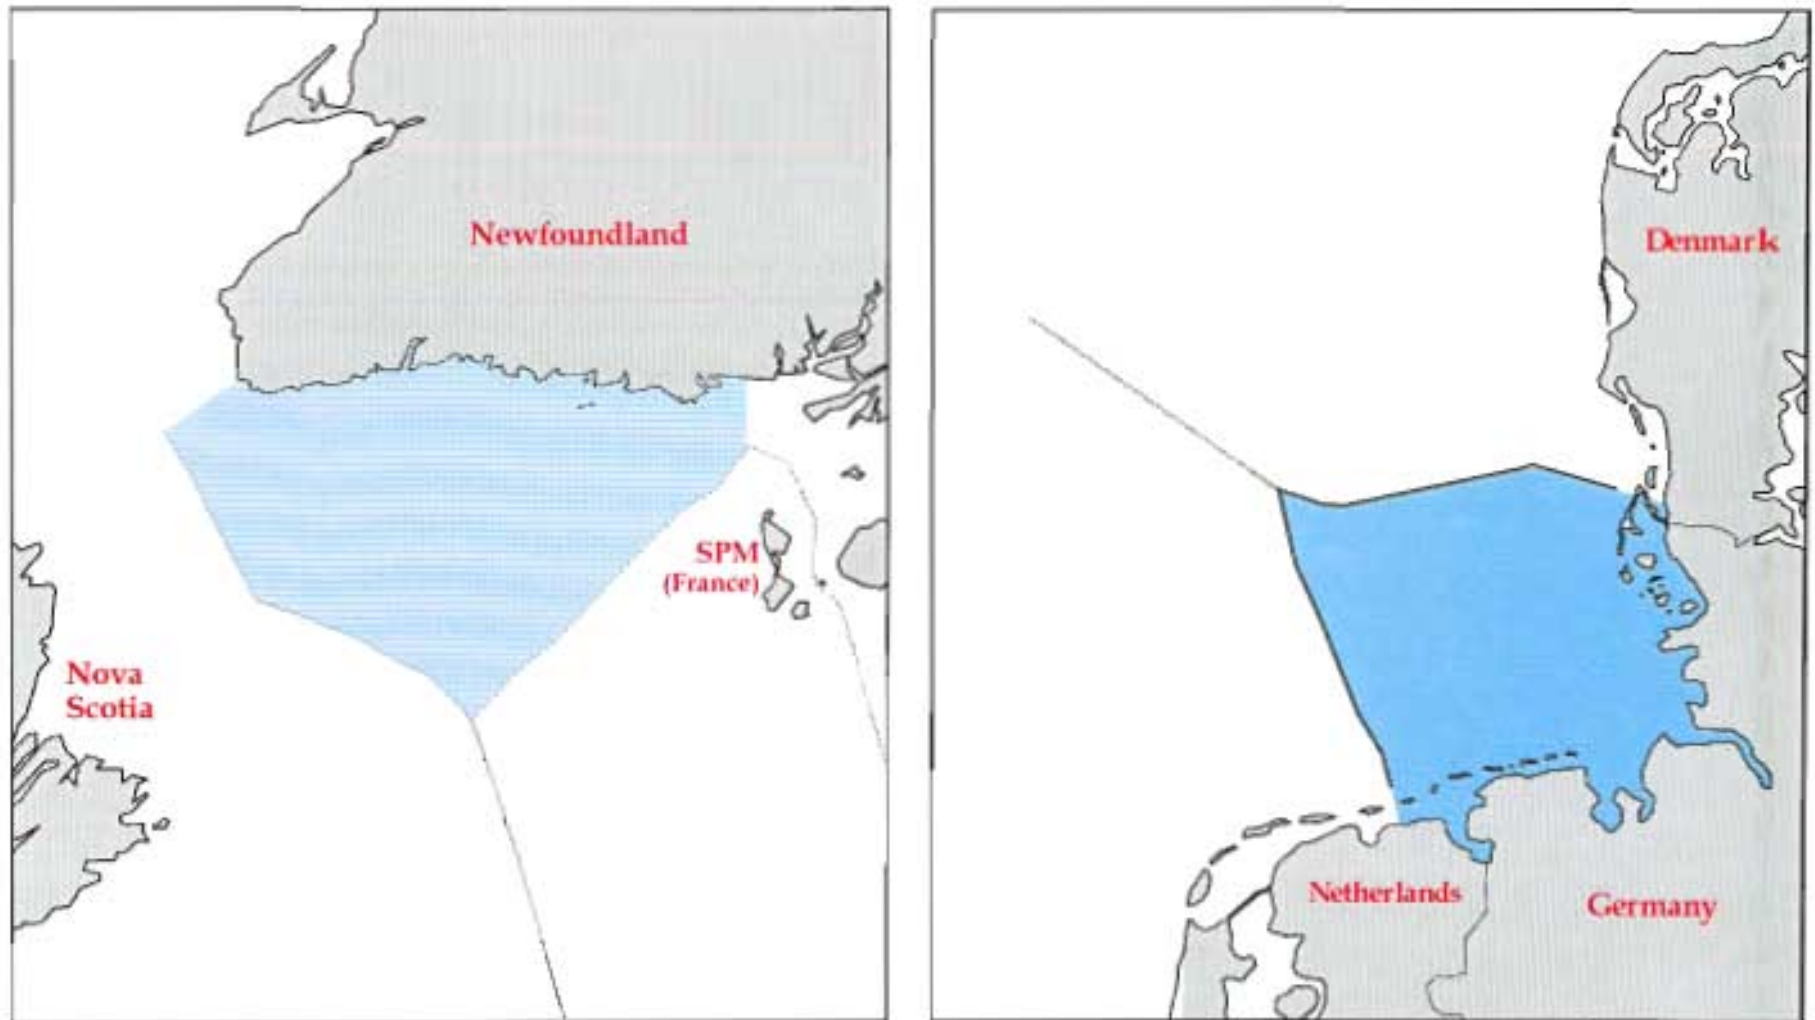 Newfoundland
SPM
(France)
Nova
Scotia
Denmark
Netherlands
Germany